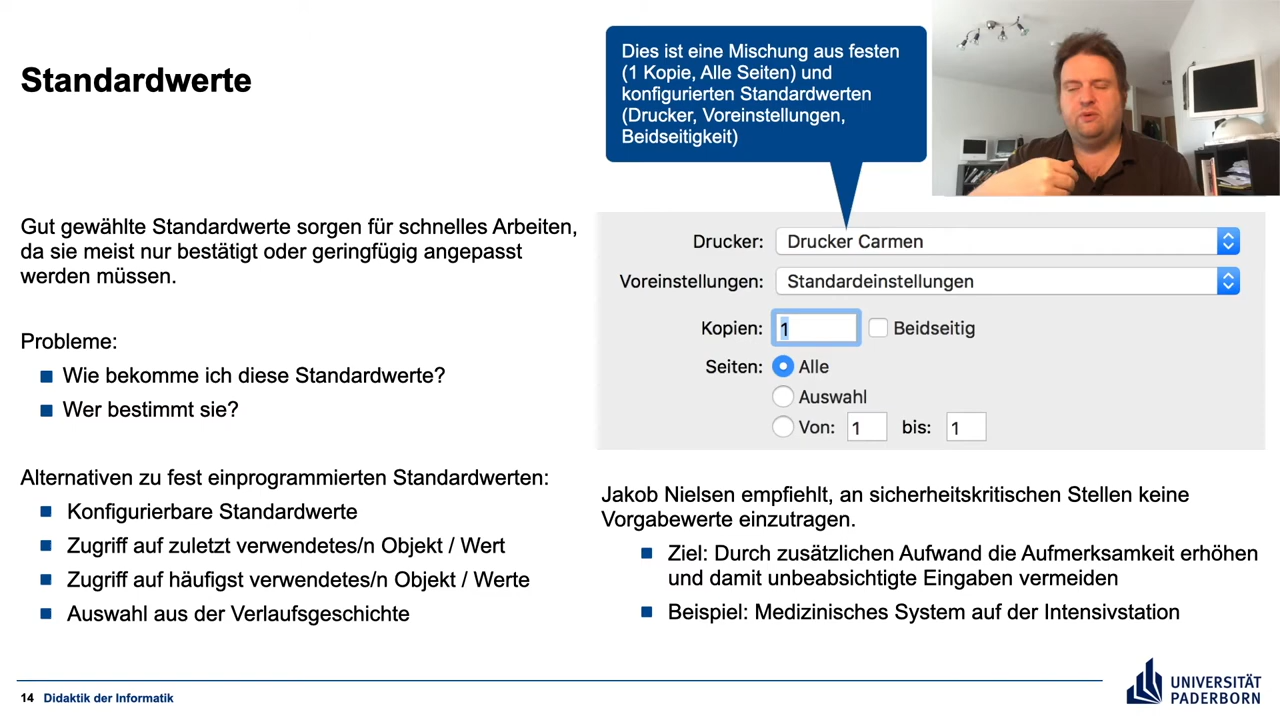 Standardwerte
Dies ist eine Mischung aus festen
(1 Kopie, Alle Seiten) und
konfigurierten Standardwerten
(Drucker, Voreinstellungen,
Beidseitigkeit)
Gut gewählte Standardwerte sorgen für schnelles Arbeiten,
da sie meist nur bestätigt oder geringfügig angepasst
werden müssen.
Probleme:
Wie bekomme ich diese Standardwerte?
Wer bestimmt sie?
Alternativen zu fest einprogrammierten Standardwerten:
Konfigurierbare Standardwerte
Zugriff auf zuletzt verwendetes/n Objekt / Wert
Zugriff auf häufigst verwendetes/n Objekt / Werte
Auswahl aus der Verlaufsgeschichte
Drucker: Drucker Carmen
Voreinstellungen: Standardeinstellungen
Kopien: 1 Beidseitig
Seiten: Alle
Auswahl
Von: 1 bis: 1
Jakob Nielsen empfiehlt, an sicherheitskritischen Stellen keine
Vorgabewerte einzutragen.
Ziel: Durch zusätzlichen Aufwand die Aufmerksamkeit erhöhen
und damit unbeabsichtigte Eingaben vermeiden
Beispiel: Medizinisches System auf der Intensivstation
14 Didaktik der Informatik
UNIVERSITÄT
PADERBORN